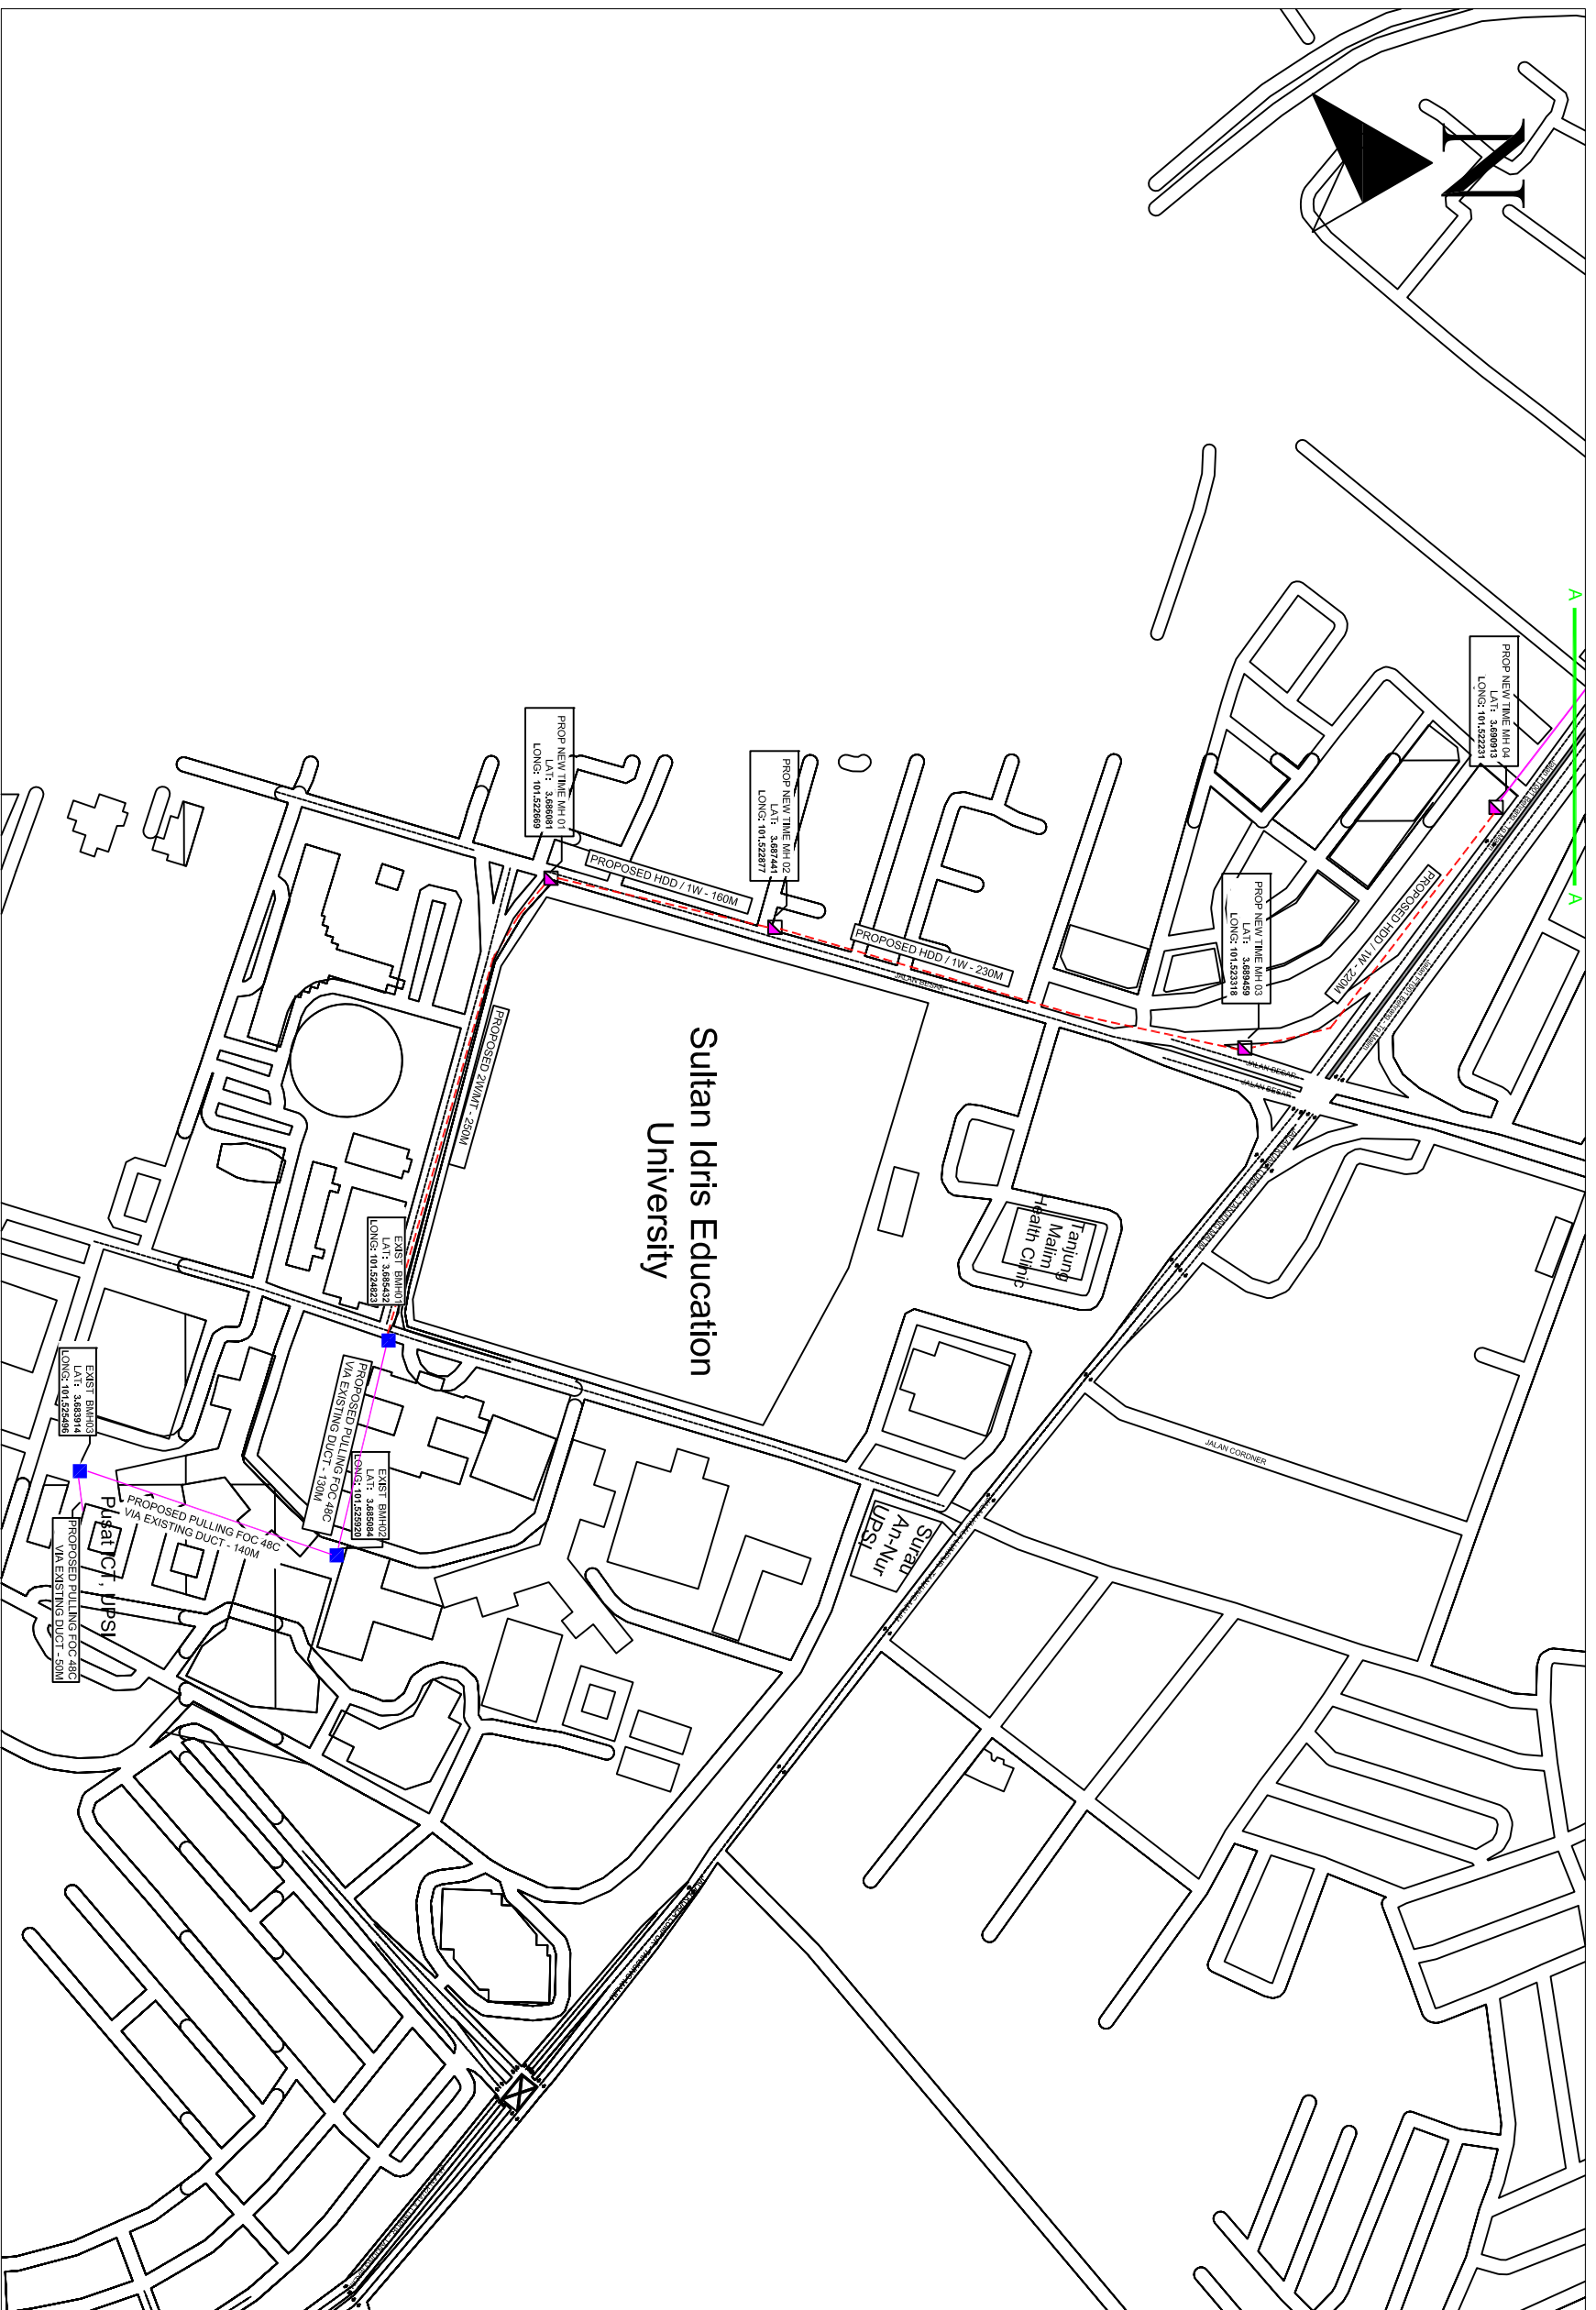 N
A
A
PROP NEW TIME MH 04
LAT: 3.690913
LONG: 101.522231
PROPOSED HDD / 1W - 220M
PROP NEW TIME MH 03
LAT: 3.689459
LONG: 101.523318
JALAN BESAR
JALAN BESAR
PROPOSED HDD / 1W - 230M
JALAN BESAR
PROP NEW TIME MH 02
LAT: 3.687441
LONG: 101.522877
PROPOSED HDD / 1W - 160M
PROP NEW TIME MH 01
LAT: 3.686081
LONG: 101.522669
PROPOSED 2W/MT - 250M
Sultan Idris Education
University
Tanjung
Malim
Health Clinic
JALAN CORDNER
Surau
An-Nur
UPSI
EXIST BMH01
LAT: 3.685432
LONG: 101.524823
PROPOSED PULLING FOC 48C
VIA EXISTING DUCT - 130M
EXIST BMH02
LAT: 3.685084
LONG: 101.525920
PROPOSED PULLING FOC 48C
VIA EXISTING DUCT - 140M
EXIST BMH03
LAT: 3.683914
LONG: 101.525496
Pusat ICT, UPSI
PROPOSED PULLING FOC 48C
VIA EXISTING DUCT - 50M